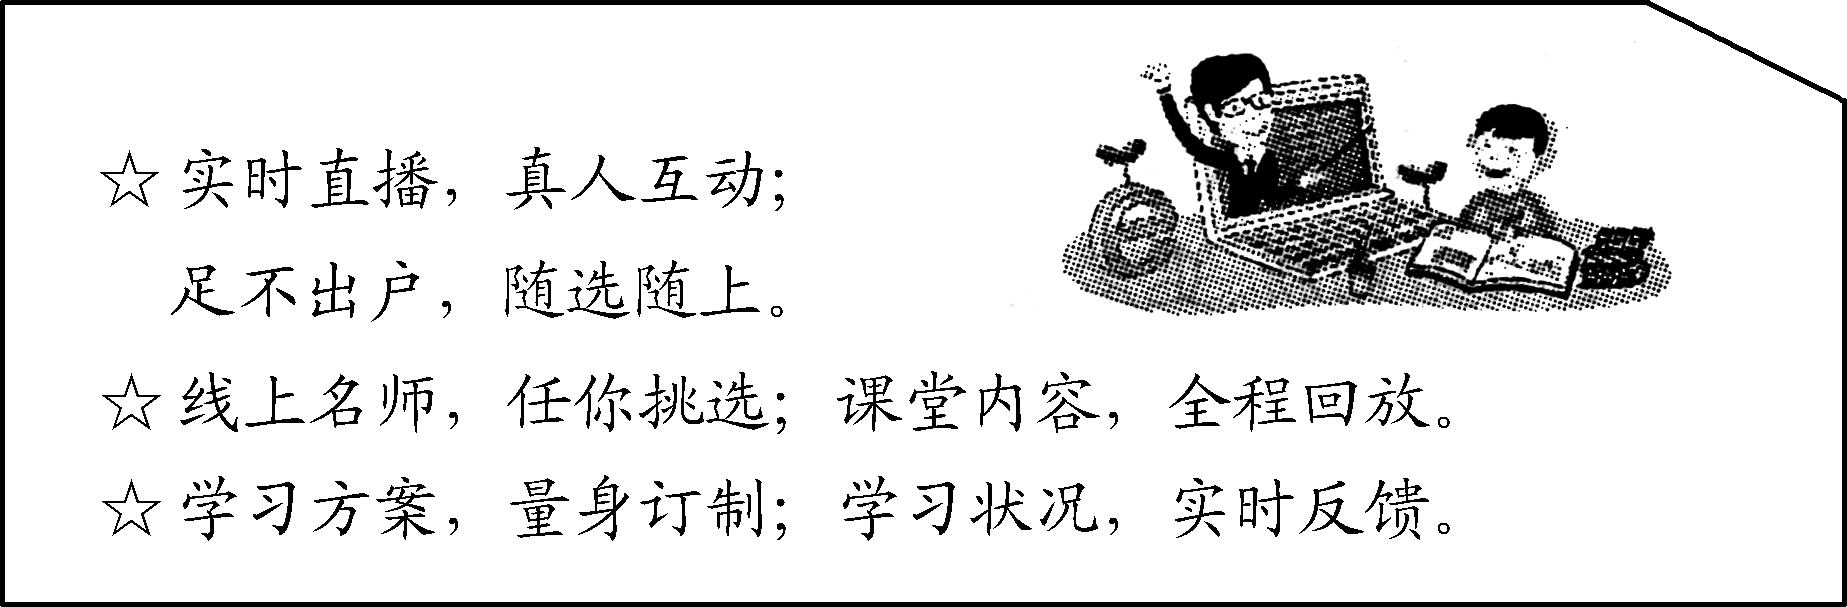 ☆ 实时直播，真人互动；
足不出户，随选随上。
☆ 线上名师，任你挑选；课堂内容，全程回放。
☆ 学习方案，量身订制；学习状况，实时反馈。